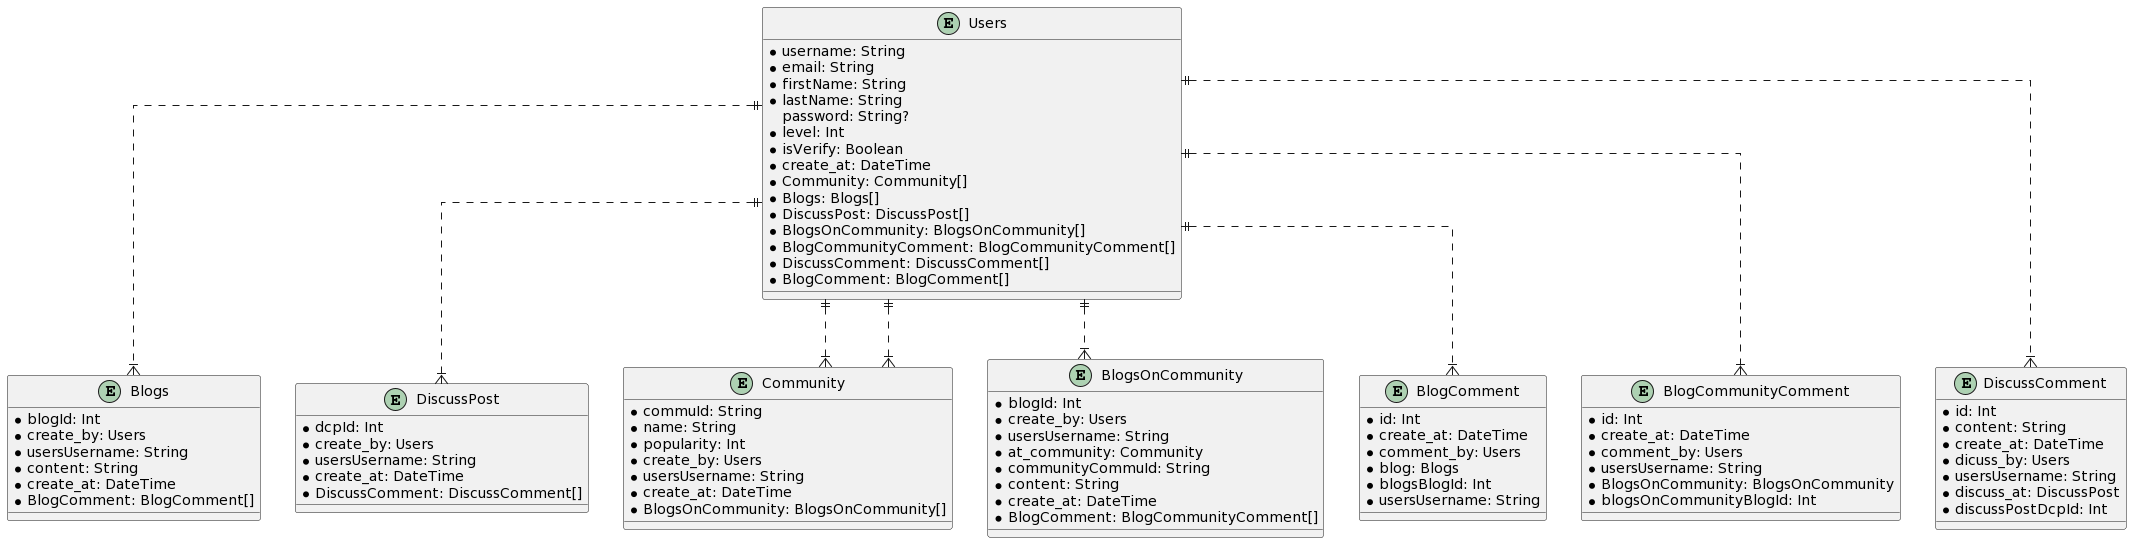 E Users
username: String
email: String
firstName: String
lastName: String
password: String?
level: Int
isVerify: Boolean
create_at: DateTime
Community: Community[]
Blogs: Blogs[]
DiscussPost: DiscussPost[]
BlogsOnCommunity: BlogsOnCommunity[]
BlogCommunityComment: BlogCommunityComment[]
DiscussComment: DiscussComment[]
BlogComment: BlogComment[]
E Blogs
blogId: Int
create_by: Users
usersUsername: String
content: String
create_at: DateTime
BlogComment: BlogComment[]
E DiscussPost
dcpId: Int
create_by: Users
usersUsername: String
create_at: DateTime
DiscussComment: DiscussComment[]
E Community
commuId: String
name: String
popularity: Int
create_by: Users
usersUsername: String
create_at: DateTime
BlogsOnCommunity: BlogsOnCommunity[]
E BlogsOnCommunity
blogId: Int
create_by: Users
usersUsername: String
at_community: Community
communityCommuId: String
content: String
create_at: DateTime
BlogComment: BlogCommunityComment[]
E BlogComment
id: Int
create_at: DateTime
comment_by: Users
blog: Blogs
blogsBlogId: Int
usersUsername: String
E BlogCommunityComment
id: Int
create_at: DateTime
comment_by: Users
usersUsername: String
BlogsOnCommunity: BlogsOnCommunity
blogsOnCommunityBlogId: Int
E DiscussComment
id: Int
content: String
create_at: DateTime
dicuss_by: Users
usersUsername: String
discuss_at: DiscussPost
discussPostDcpId: Int